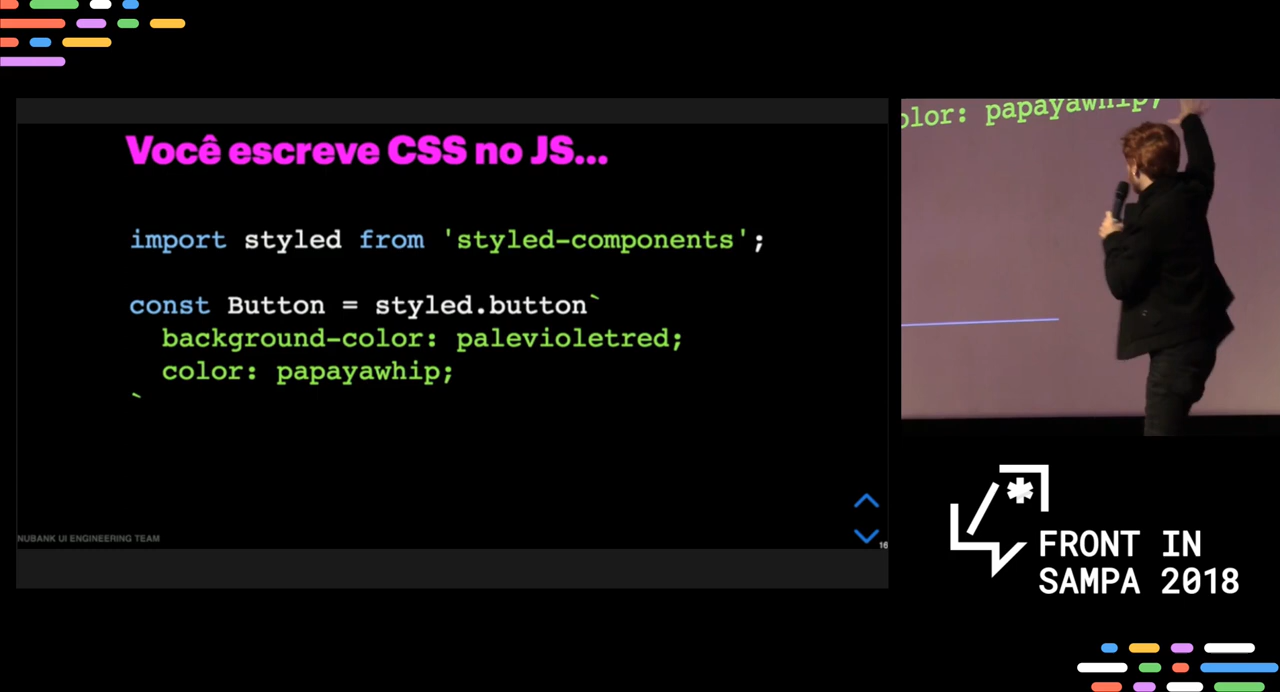 Você escreve CSS no JS...
import styled from 'styled-components';
const Button = styled.button`
background-color: palevioletred;
color: papayawhip;
`
NUBANK UI ENGINEERING TEAM
16
olor: papayawhip;
FRONT IN
SAMPA 2018